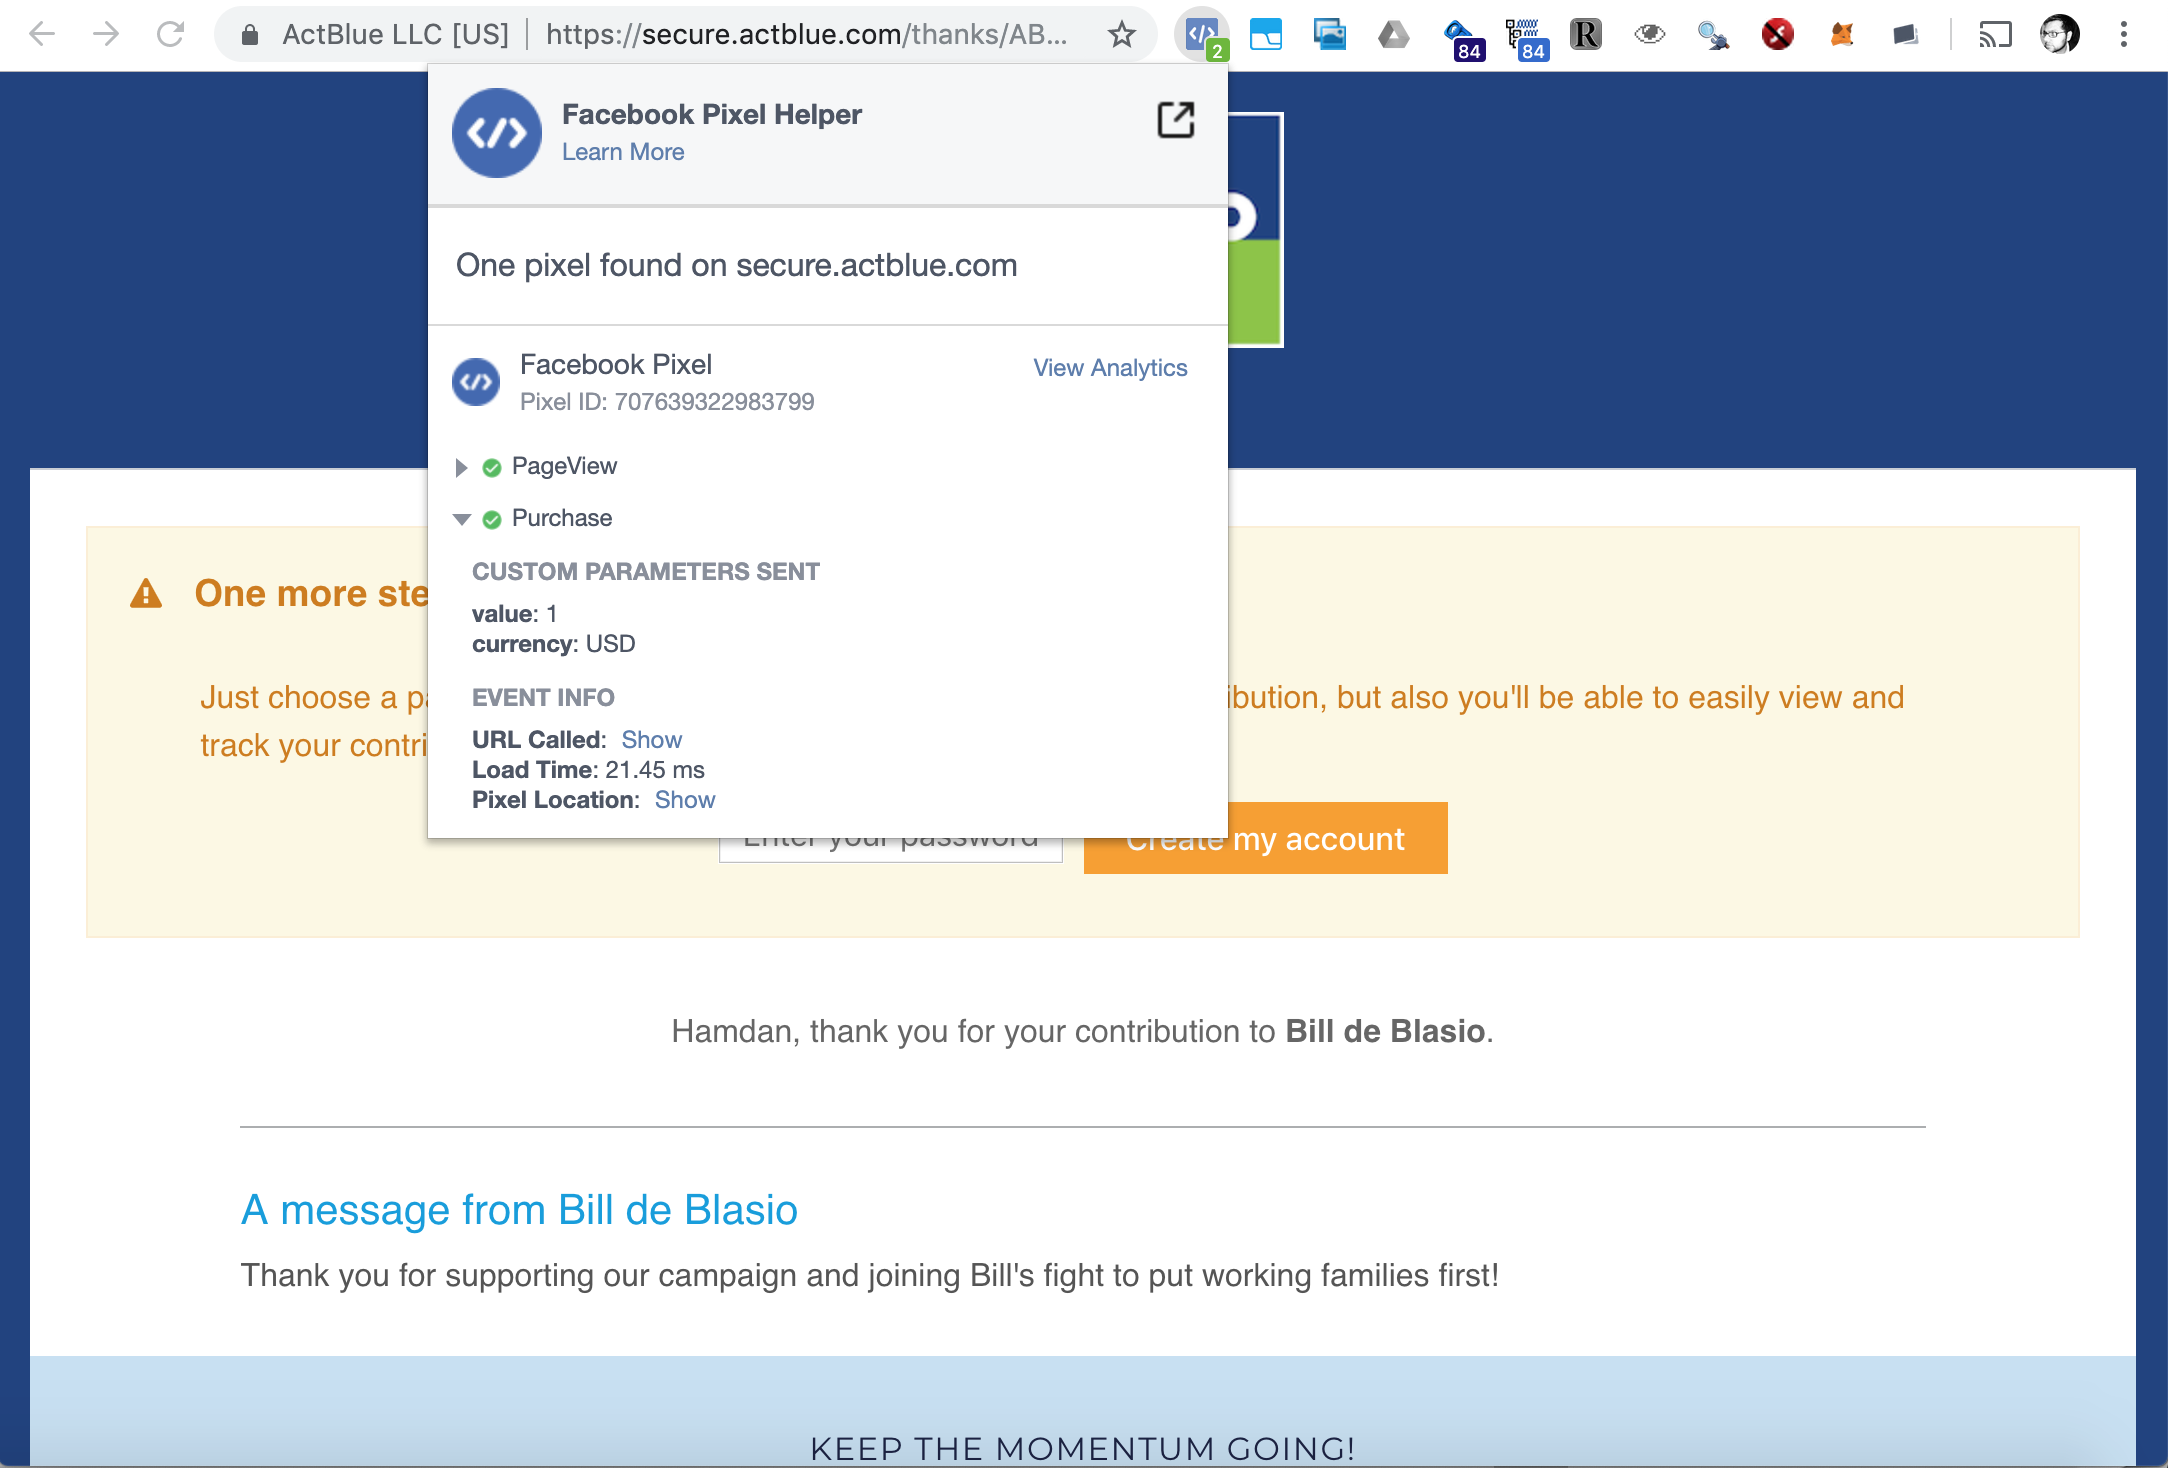 ActBlue LLC [US] | https://secure.actblue.com/thanks/AB...
2
84
84
R
Facebook Pixel Helper
Learn More
One pixel found on secure.actblue.com
Facebook Pixel
View Analytics
Pixel ID: 707639322983799
PageView
Purchase
CUSTOM PARAMETERS SENT
value: 1
currency: USD
EVENT INFO
URL Called: Show
Load Time: 21.45 ms
Pixel Location: Show
One more ste
Just choose a pa
ibution, but also you'll be able to easily view and
track your contri
Enter your password
Create my account
Hamdan, thank you for your contribution to Bill de Blasio.
A message from Bill de Blasio
Thank you for supporting our campaign and joining Bill's fight to put working families first!
KEEP THE MOMENTUM GOING!